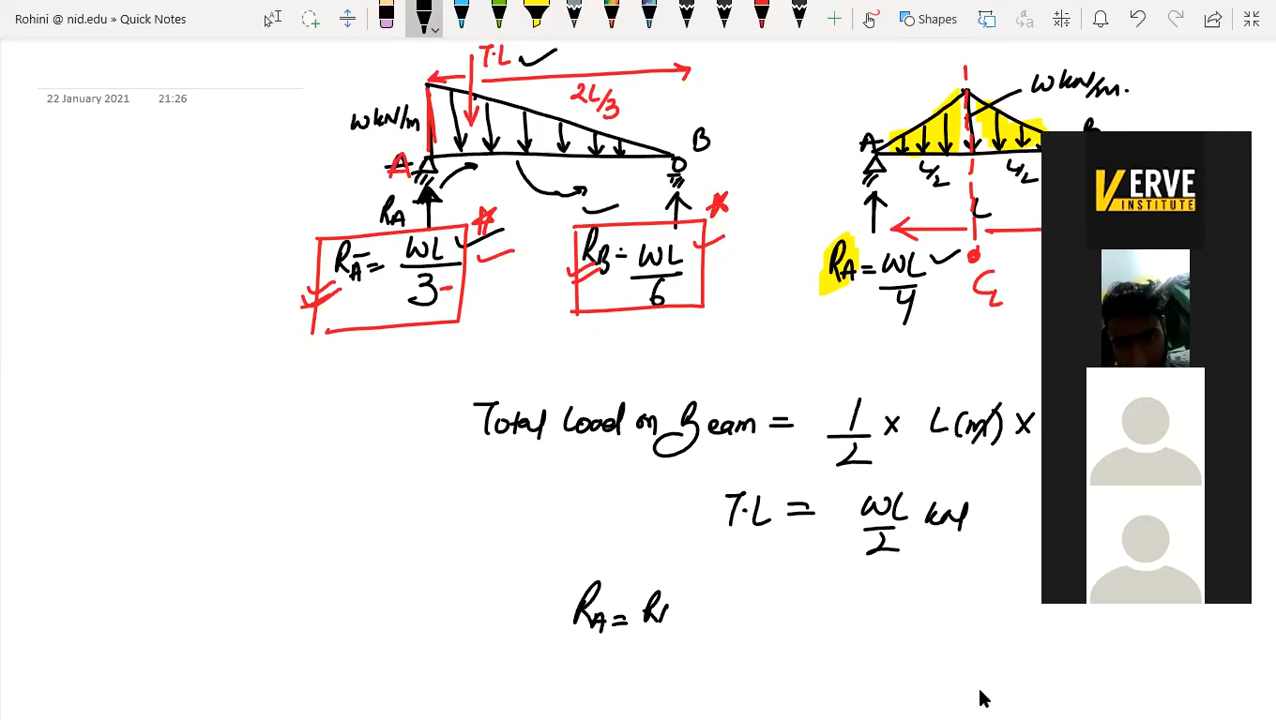 Rohini @ nid.edu » Quick Notes
Shapes
22 January 2021 21:26
T.L
2L/3
w kN/m
A
B
RA
RA = wL/3
RB = wL/6
w kN/m.
A
L/2
L/2
L
RA = wL/4
Total Load on Beam = 1/2 × L(m) ×
T.L = wL/2 kN
RA = R
VERVE
INSTITUTE